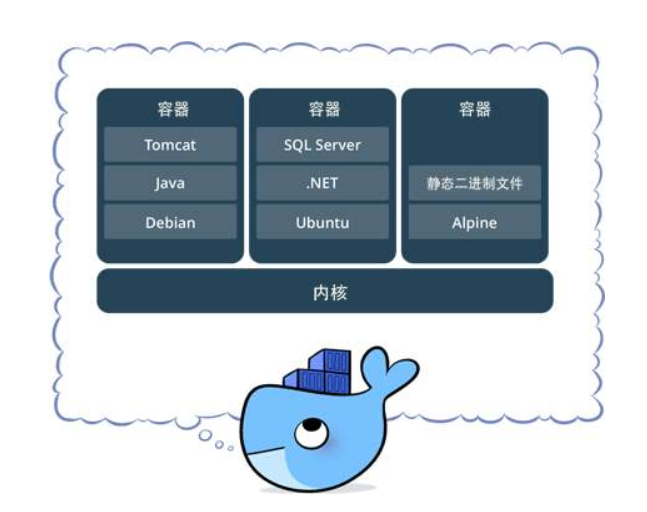 容器
Tomcat
Java
Debian
容器
SQL Server
.NET
Ubuntu
容器
静态二进制文件
Alpine
内核